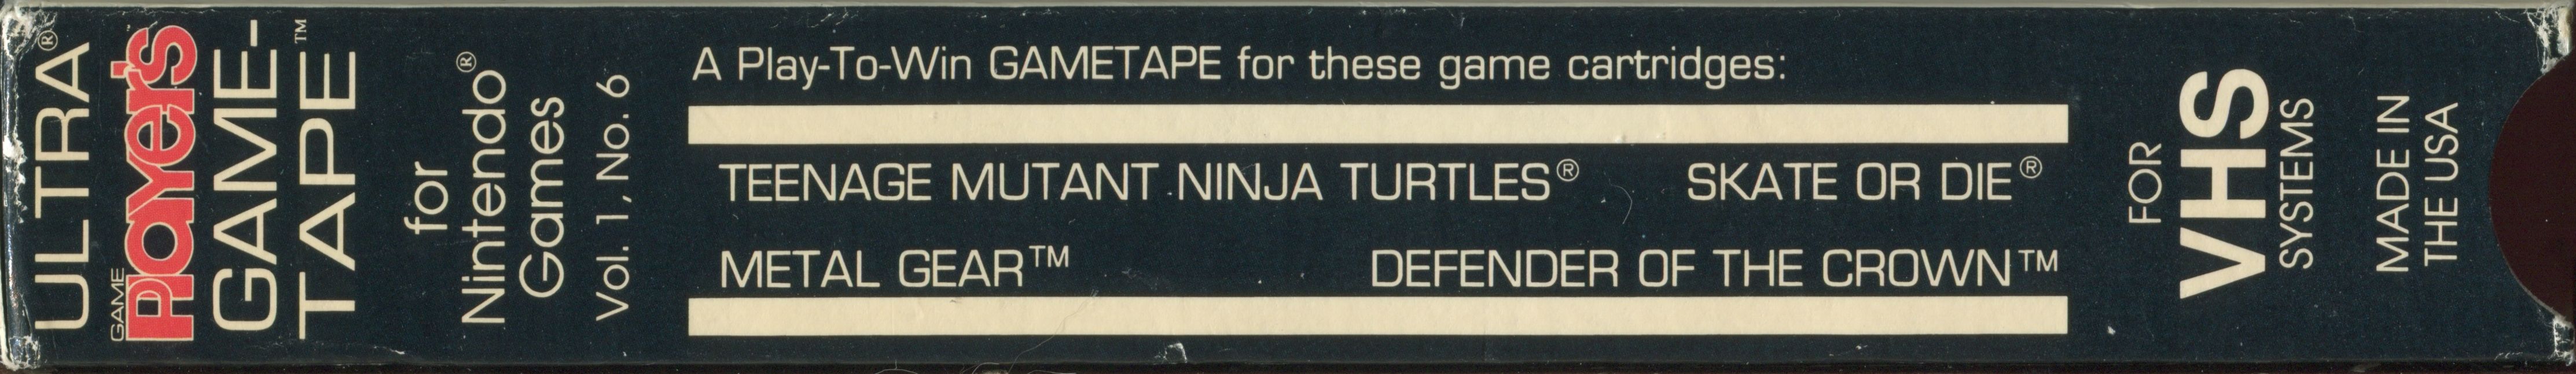 ULTRA®
GAME
Player's™
GAME-
TAPE™
for
Nintendo®
Games
Vol. 1, No. 6
A Play-To-Win GAMETAPE for these game cartridges:
TEENAGE MUTANT NINJA TURTLES® SKATE OR DIE®
METAL GEAR™ DEFENDER OF THE CROWN™
FOR
VHS
SYSTEMS
MADE IN
THE USA